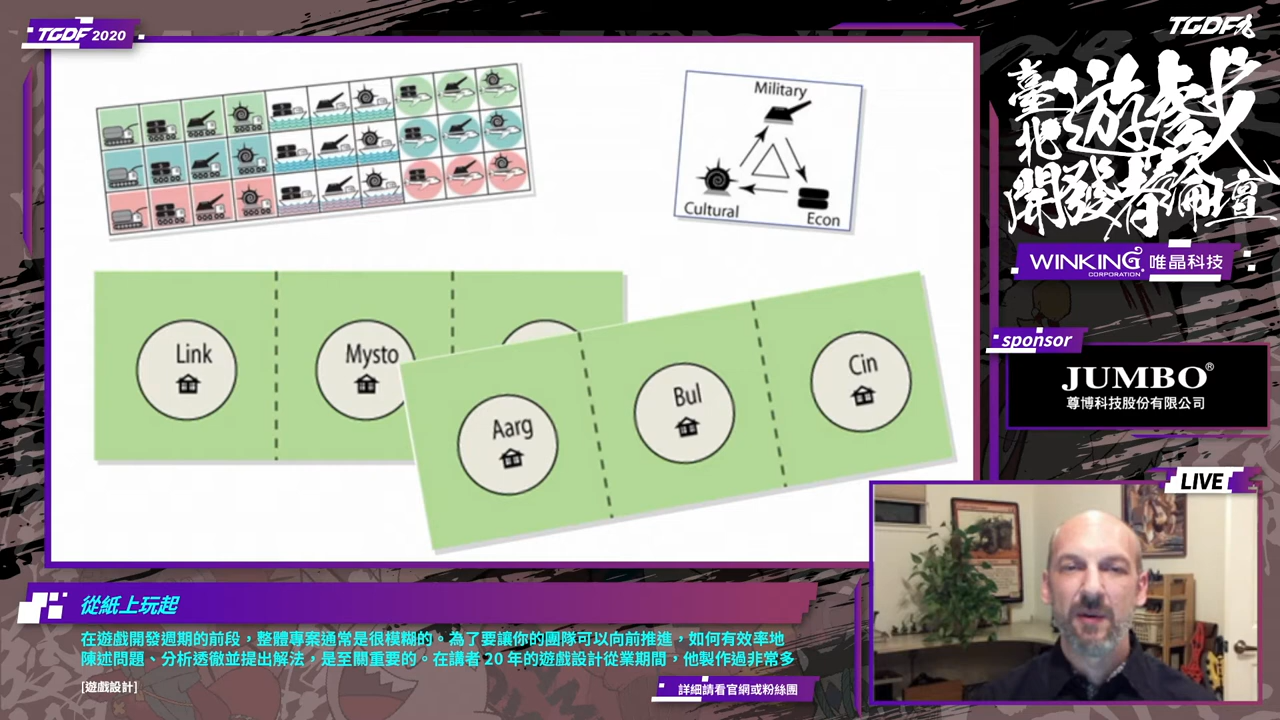 TGDF 2020
TGDF
臺北遊戲開發者論壇
WINKING 唯晶科技
CORPORATION
sponsor
JUMBO®
尊博科技股份有限公司
LIVE
Military
Cultural
Econ
Link
Mysto
Aarg
Bul
Cin
從紙上玩起
在遊戲開發週期的前段，整體專案通常是很模糊的。為了要讓你的團隊可以向前推進，如何有效率地
陳述問題、分析透徹並提出解法，是至關重要的。在講者 20 年的遊戲設計從業期間，他製作過非常多
[遊戲設計]
詳細請看官網或粉絲團